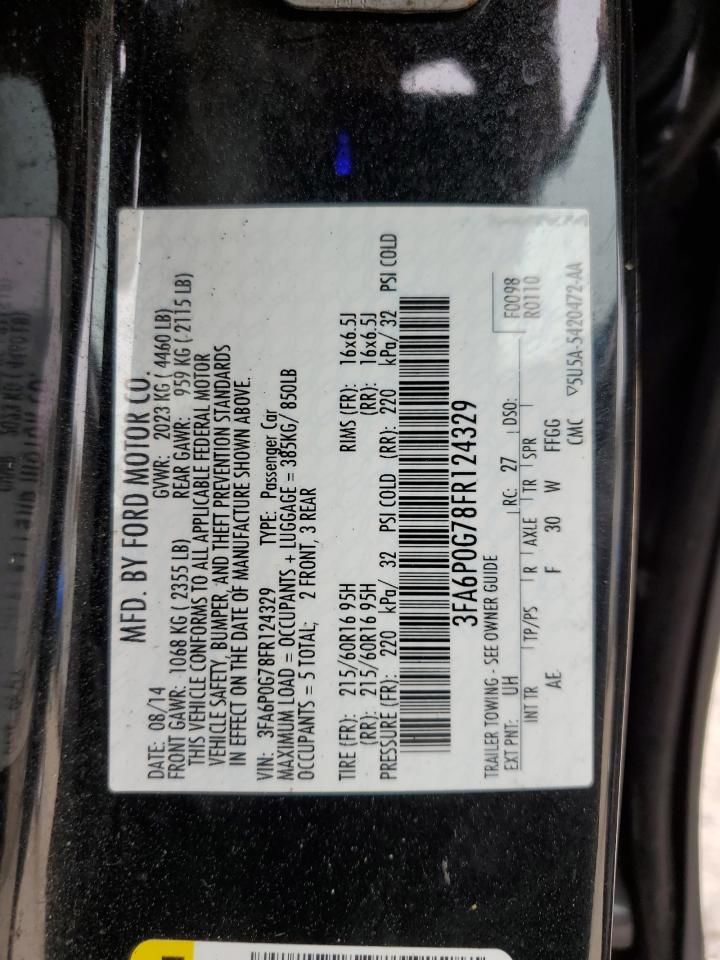 MFD. BY FORD MOTOR CO.
DATE: 08/14 GVWR: 2023 KG ( 4460 LB)
FRONT GAWR: 1068 KG ( 2355 LB) REAR GAWR: 959 KG ( 2115 LB)
THIS VEHICLE CONFORMS TO ALL APPLICABLE FEDERAL MOTOR
VEHICLE SAFETY, BUMPER, AND THEFT PREVENTION STANDARDS
IN EFFECT ON THE DATE OF MANUFACTURE SHOWN ABOVE.
VIN: 3FA6P0G78FR124329 TYPE: Passenger Car
MAXIMUM LOAD = OCCUPANTS + LUGGAGE = 385KG/ 850LB
OCCUPANTS = 5 TOTAL; 2 FRONT, 3 REAR
TIRE (FR): 215/60R16 95H RIMS (FR): 16x6.5J
(RR): 215/60R16 95H (RR): 16x6.5J
PRESSURE (FR): 220 kPa/ 32 PSI COLD (RR): 220 kPa/ 32 PSI COLD
3FA6P0G78FR124329
TRAILER TOWING - SEE OWNER GUIDE F0098
EXT PNT: UH RC: 27 DSO: R0110
INT TR TP/PS R AXLE TR SPR
AE F 30 W FFGG
CMC ▽5U5A-5420472-AA